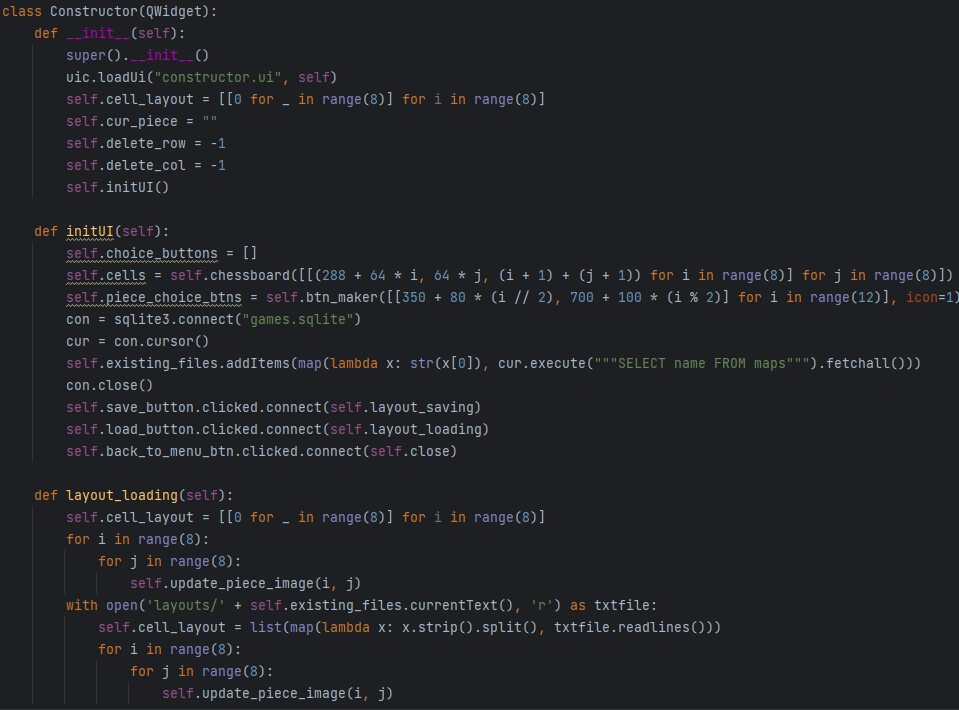 class Constructor(QWidget):
    def __init__(self):
        super().__init__()
        uic.loadUi("constructor.ui", self)
        self.cell_layout = [[0 for _ in range(8)] for i in range(8)]
        self.cur_piece = ""
        self.delete_row = -1
        self.delete_col = -1
        self.initUI()

    def initUI(self):
        self.choice_buttons = []
        self.cells = self.chessboard([[(288 + 64 * i, 64 * j, (i + 1) + (j + 1)) for i in range(8)] for j in range(8)])
        self.piece_choice_btns = self.btn_maker([[350 + 80 * (i // 2), 700 + 100 * (i % 2)] for i in range(12)], icon=1)
        con = sqlite3.connect("games.sqlite")
        cur = con.cursor()
        self.existing_files.addItems(map(lambda x: str(x[0]), cur.execute("""SELECT name FROM maps""").fetchall()))
        con.close()
        self.save_button.clicked.connect(self.layout_saving)
        self.load_button.clicked.connect(self.layout_loading)
        self.back_to_menu_btn.clicked.connect(self.close)

    def layout_loading(self):
        self.cell_layout = [[0 for _ in range(8)] for i in range(8)]
        for i in range(8):
            for j in range(8):
                self.update_piece_image(i, j)
        with open('layouts/' + self.existing_files.currentText(), 'r') as txtfile:
            self.cell_layout = list(map(lambda x: x.strip().split(), txtfile.readlines()))
            for i in range(8):
                for j in range(8):
                    self.update_piece_image(i, j)